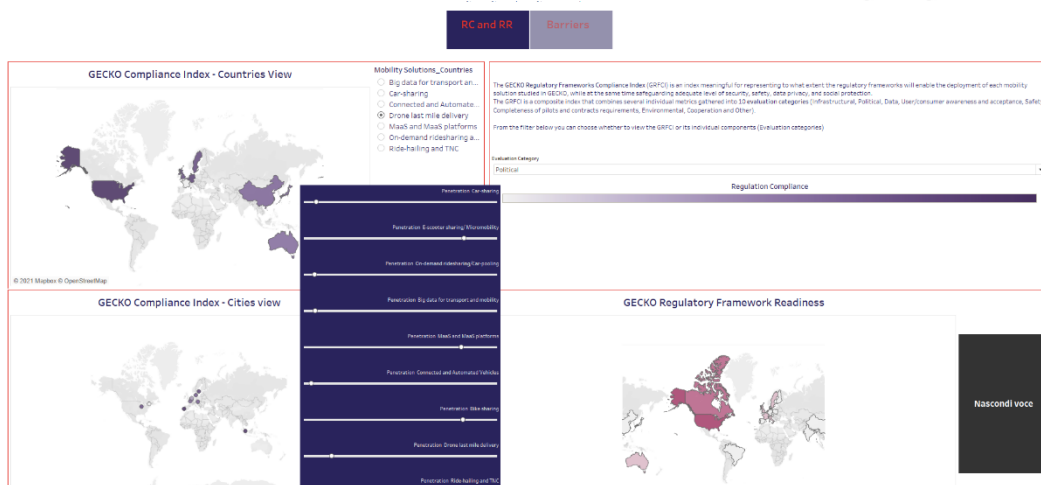 RC and RR
Barriers
GECKO Compliance Index - Countries View
Mobility Solutions_Countries
Big data for transport an...
Car-sharing
Connected and Automate...
Drone last mile delivery
MaaS and MaaS platforms
On-demand ridesharing a...
Ride-hailing and TNC
© 2021 Mapbox © OpenStreetMap
The GECKO Regulatory Frameworks Compliance Index (GRFCI) is an index meaningful for representing to what extent the regulatory frameworks will enable the deployment of each mobility
solution studied in GECKO, while at the same time safeguarding adequate level of security, safety, data privacy, and social protection.
The GRFCI is a composite index that combines several individual metrics gathered into 10 evaluation categories (Infrastructural, Political, Data, User/consumer awareness and acceptance, Safety
Completeness of pilots and contracts requirements, Environmental, Cooperation and Other).
From the filter below you can choose whether to view the GRFCI or its individual components (Evaluation categories)
Evaluation Category
Political
Regulation Compliance
Penetration Car-sharing
Penetration E-scooter sharing/Micromobility
Penetration On-demand ridesharing/Car-pooling
Penetration Big data for transport and mobility
Penetration MaaS and MaaS platforms
Penetration Connected and Automated Vehicles
Penetration Bike sharing
Penetration Drone last mile delivery
Penetration Ride-hailing and TNC
GECKO Compliance Index - Cities view
GECKO Regulatory Framework Readiness
Nascondi voce